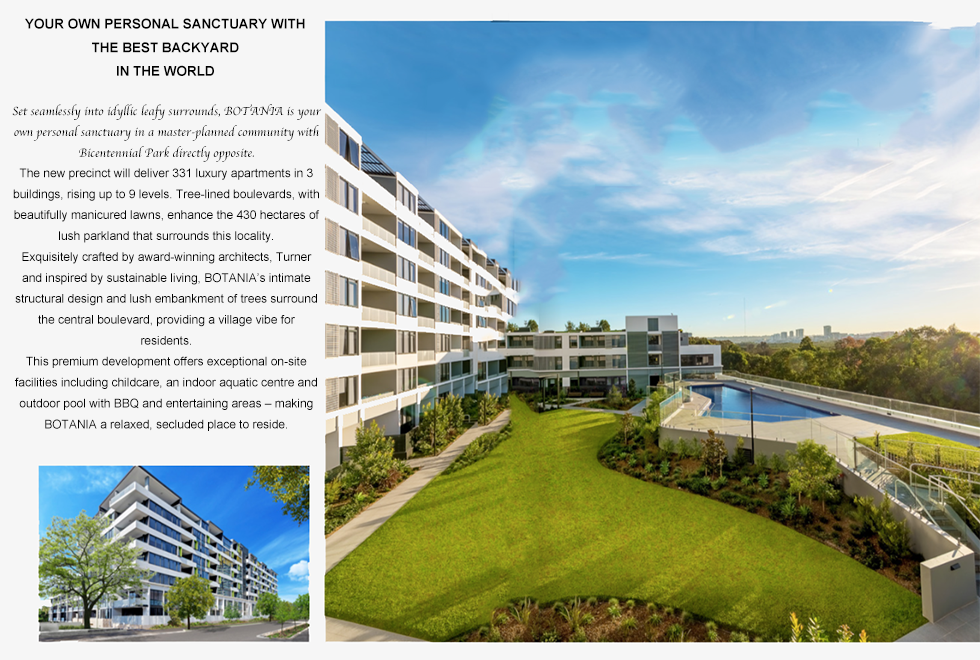 YOUR OWN PERSONAL SANCTUARY WITH
THE BEST BACKYARD
IN THE WORLD
Set seamlessly into idyllic leafy surrounds, BOTANIA is your
own personal sanctuary in a master-planned community with
Bicentennial Park directly opposite.
The new precinct will deliver 331 luxury apartments in 3
buildings, rising up to 9 levels. Tree-lined boulevards, with
beautifully manicured lawns, enhance the 430 hectares of
lush parkland that surrounds this locality.
Exquisitely crafted by award-winning architects, Turner
and inspired by sustainable living, BOTANIA's intimate
structural design and lush embankment of trees surround
the central boulevard, providing a village vibe for
residents.
This premium development offers exceptional on-site
facilities including childcare, an indoor aquatic centre and
outdoor pool with BBQ and entertaining areas – making
BOTANIA a relaxed, secluded place to reside.